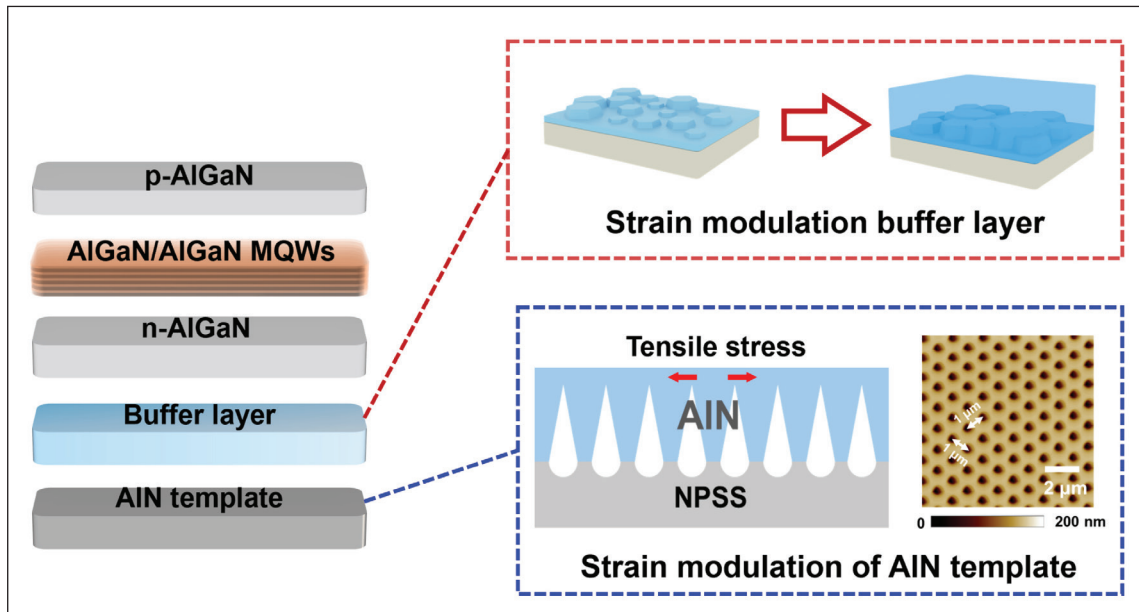 p-AlGaN
AlGaN/AlGaN MQWs
n-AlGaN
Buffer layer
AlN template
Strain modulation buffer layer
Tensile stress
AlN
NPSS
1 μm
1 μm
2 μm
0
200 nm
Strain modulation of AlN template